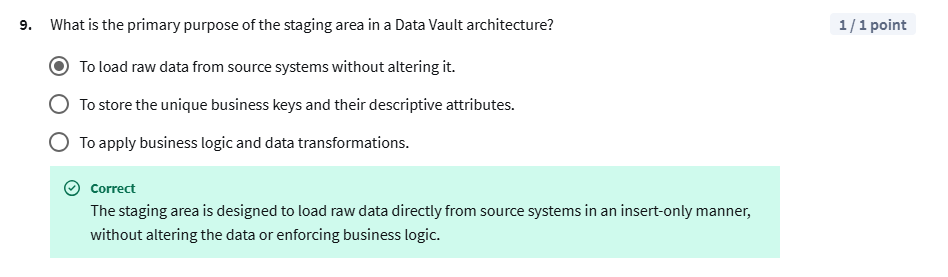 9. What is the primary purpose of the staging area in a Data Vault architecture? 1 / 1 point
To load raw data from source systems without altering it.
To store the unique business keys and their descriptive attributes.
To apply business logic and data transformations.
Correct
The staging area is designed to load raw data directly from source systems in an insert-only manner,
without altering the data or enforcing business logic.